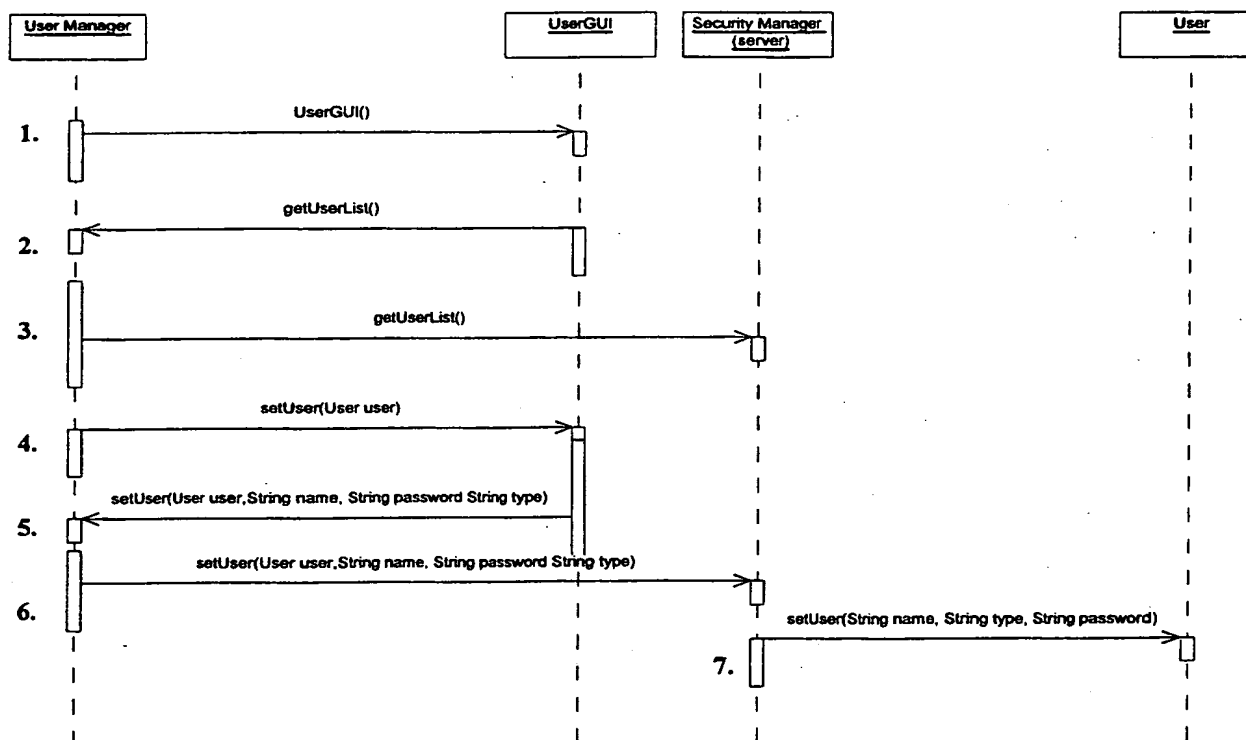 User Manager
UserGUI
Security Manager
(server)
User
UserGUI()
1.
getUserList()
2.
getUserList()
3.
setUser(User user)
4.
setUser(User user,String name, String password String type)
5.
setUser(User user,String name, String password String type)
6.
setUser(String name, String type, String password)
7.